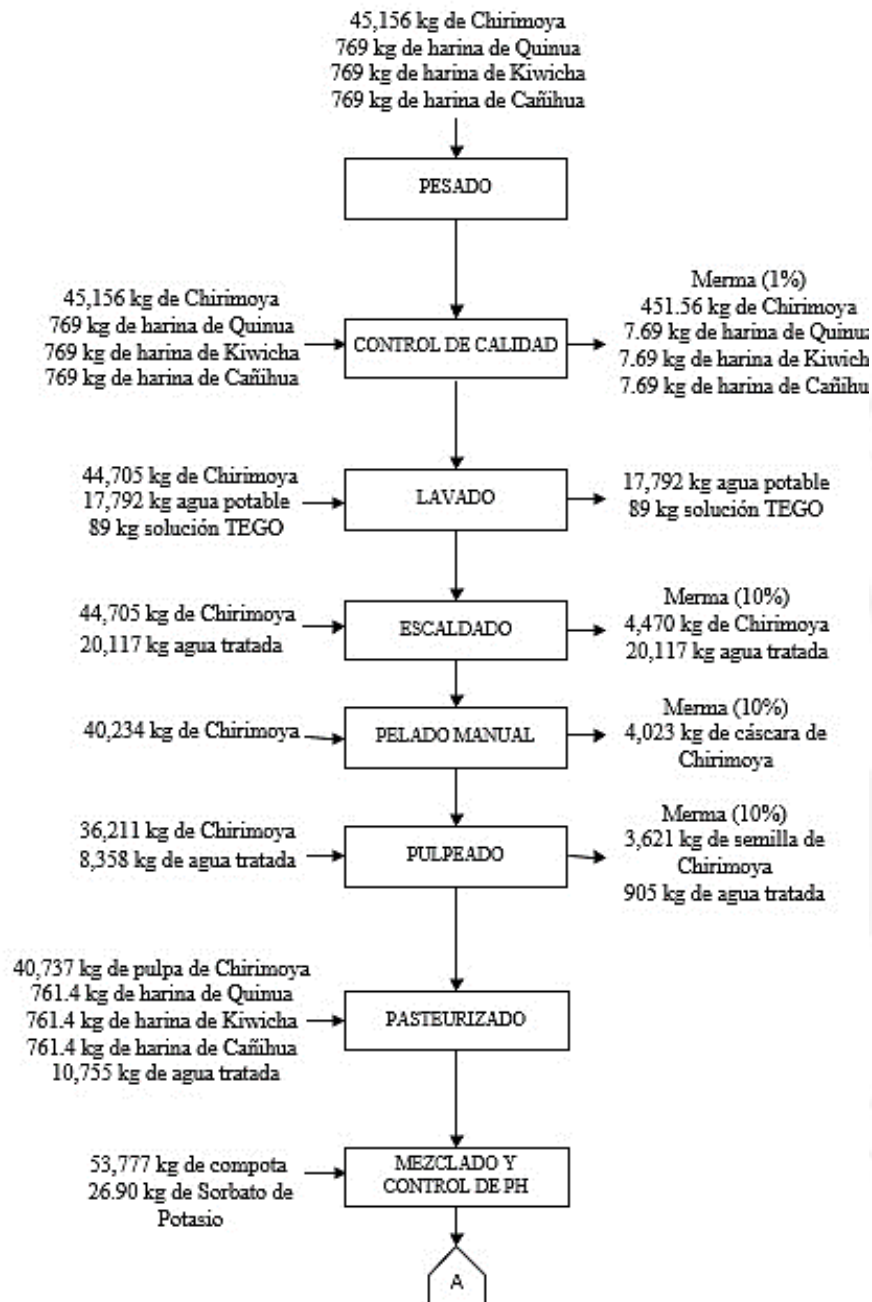 45,156 kg de Chirimoya
769 kg de harina de Quinua
769 kg de harina de Kiwicha
769 kg de harina de Cañihua
PESADO
45,156 kg de Chirimoya
769 kg de harina de Quinua
769 kg de harina de Kiwicha
769 kg de harina de Cañihua
CONTROL DE CALIDAD
Merma (1%)
451.56 kg de Chirimoya
7.69 kg de harina de Quinua
7.69 kg de harina de Kiwich
7.69 kg de harina de Cañihu
44,705 kg de Chirimoya
17,792 kg agua potable
89 kg solución TEGO
LAVADO
17,792 kg agua potable
89 kg solución TEGO
44,705 kg de Chirimoya
20,117 kg agua tratada
ESCALDADO
Merma (10%)
4,470 kg de Chirimoya
20,117 kg agua tratada
40,234 kg de Chirimoya
PELADO MANUAL
Merma (10%)
4,023 kg de cáscara de
Chirimoya
36,211 kg de Chirimoya
8,358 kg de agua tratada
PULPEADO
Merma (10%)
3,621 kg de semilla de
Chirimoya
905 kg de agua tratada
40,737 kg de pulpa de Chirimoya
761.4 kg de harina de Quinua
761.4 kg de harina de Kiwicha
761.4 kg de harina de Cañihua
10,755 kg de agua tratada
PASTEURIZADO
53,777 kg de compota
26.90 kg de Sorbato de
Potasio
MEZCLADO Y
CONTROL DE PH
A